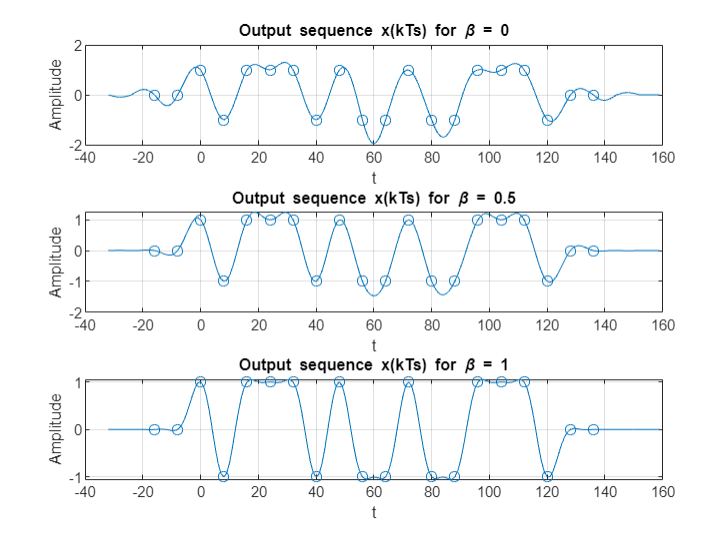 Output sequence x(kTs) for β = 0
Amplitude
2
0
-2
-40 -20 0 20 40 60 80 100 120 140 160
t
Output sequence x(kTs) for β = 0.5
Amplitude
1
0
-1
-2
-40 -20 0 20 40 60 80 100 120 140 160
t
Output sequence x(kTs) for β = 1
Amplitude
1
0
-1
-40 -20 0 20 40 60 80 100 120 140 160
t